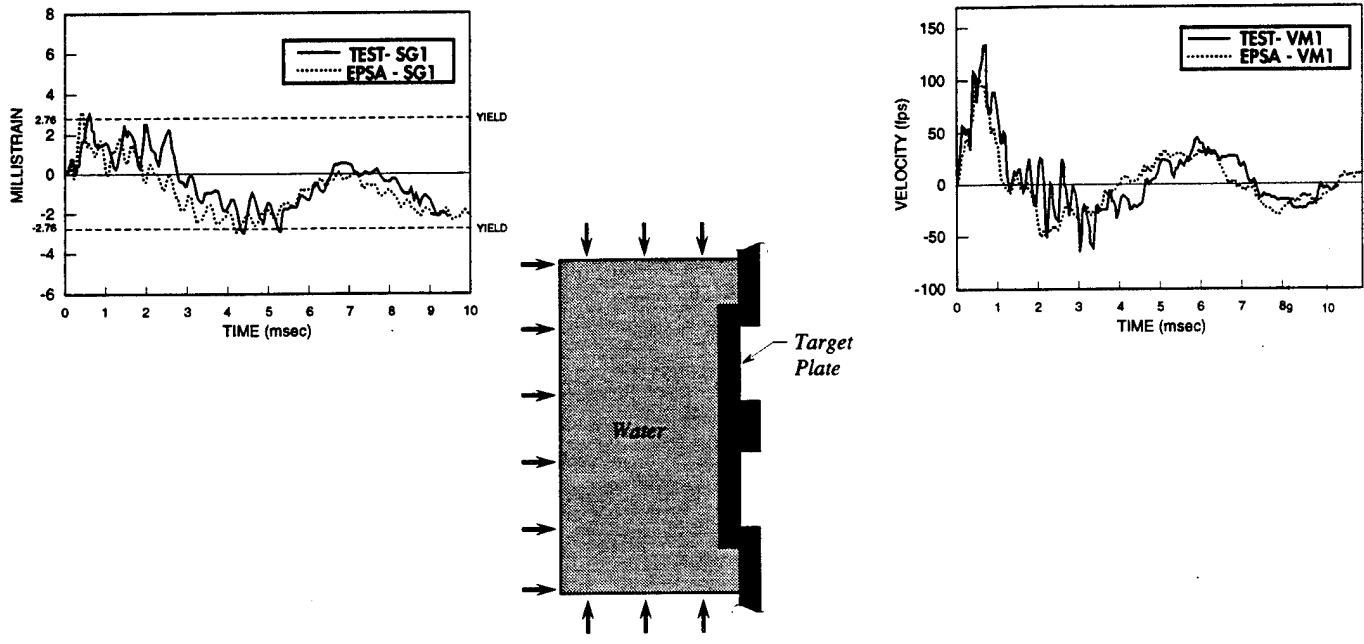 8
6
4
2.76
2
0
-2
-2.76
-4
-6
MILLISTRAIN
TEST- SG1
EPSA - SG1
YIELD
YIELD
0 1 2 3 4 5 6 7 8 9 10
TIME (msec)
Water
Target
Plate
150
100
50
0
-50
-100
VELOCITY (fps)
TEST- VM1
EPSA - VM1
0 1 2 3 4 5 6 7 8 9 10
TIME (msec)